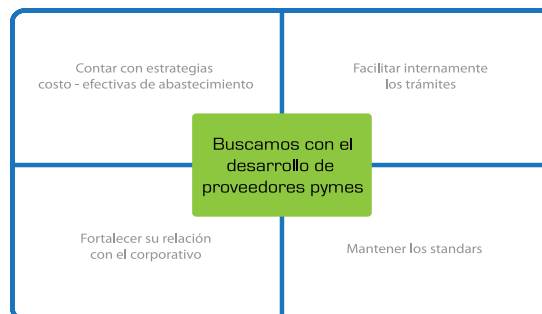 Contar con estrategias
costo - efectivas de abastecimiento
Facilitar internamente
los trámites
Buscamos con el
desarrollo de
proveedores pymes
Fortalecer su relación
con el corporativo
Mantener los standars